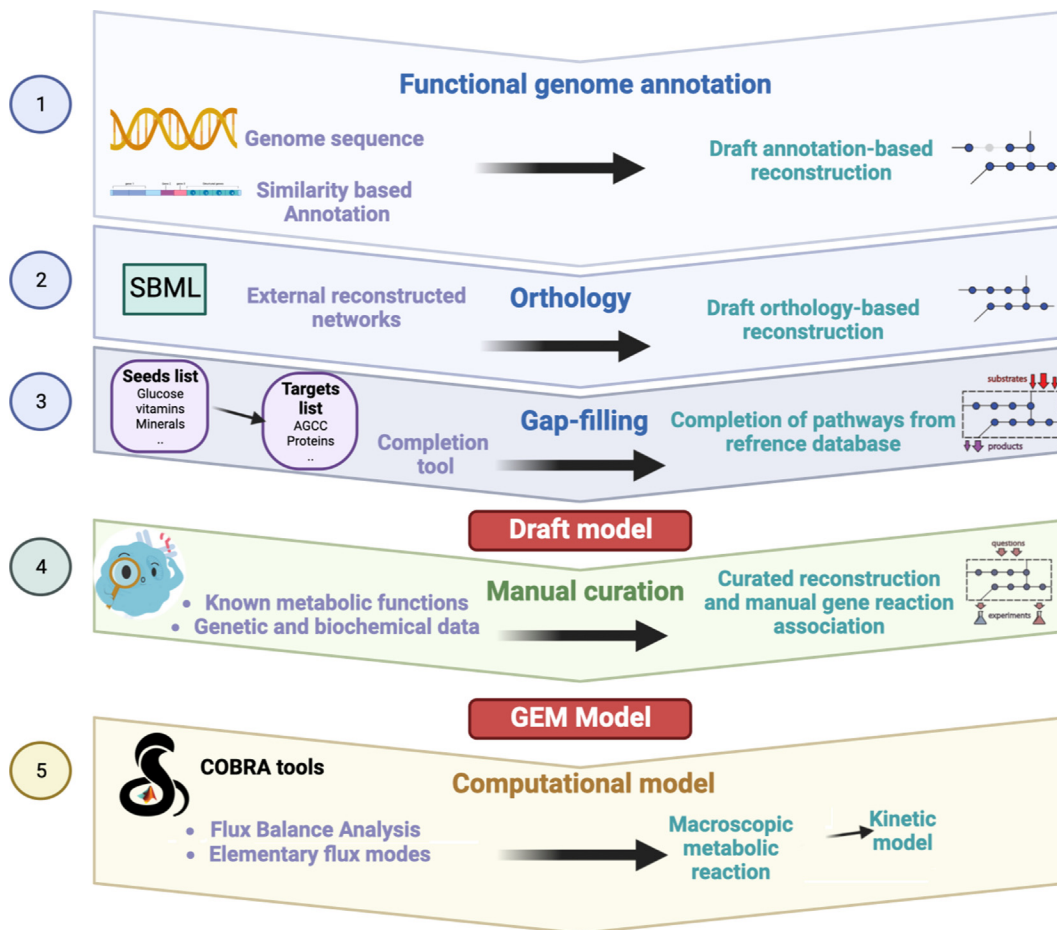 1
Functional genome annotation
Genome sequence
Similarity based
Annotation
Draft annotation-based
reconstruction
2
SBML
External reconstructed
networks
Orthology
Draft orthology-based
reconstruction
3
Seeds list
Glucose
vitamins
Minerals
..
Targets
list
AGCC
Proteins
..
Completion
tool
Gap-filling
Completion of pathways from
refrence database
substrates
products
Draft model
4
Manual curation
• Known metabolic functions
• Genetic and biochemical data
Curated reconstruction
and manual gene reaction
association
questions
experiments
GEM Model
5
COBRA tools
Computational model
• Flux Balance Analysis
• Elementary flux modes
Macroscopic
metabolic
reaction
Kinetic
model